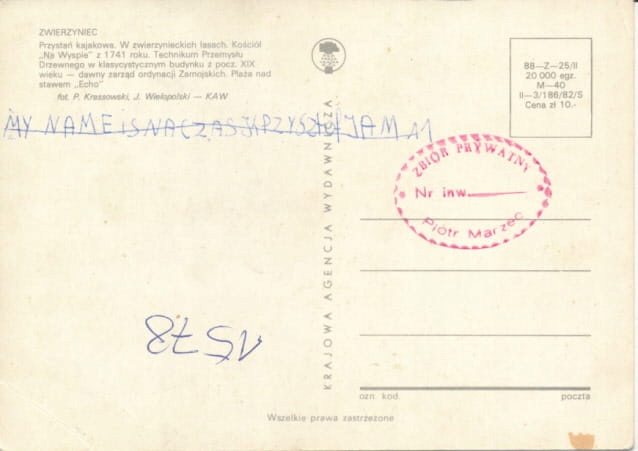 ZWIERZYNIEC
Przystań kajakowa. W zwierzynieckich lasach. Kościół
„Na Wyspie" z 1741 roku. Technikum Przemysłu
Drzewnego w klasycystycznym budynku z pocz. XIX
wieku — dawny zarząd ordynacji Zamojskich. Plaża nad
stawem „Echo"
fot. P. Krassowski, J. Wielopolski — KAW
MY NAME IS
88—Z—25/II
20 000 egz.
M—40
II—3/186/82/S
Cena zł 10.-
KRAJOWA AGENCJA WYDAWNICZA
ZBIÓR PRYWATNY
Nr inw.
Piotr Marzec
1578
ozn. kod.
poczta
Wszelkie prawa zastrzeżone